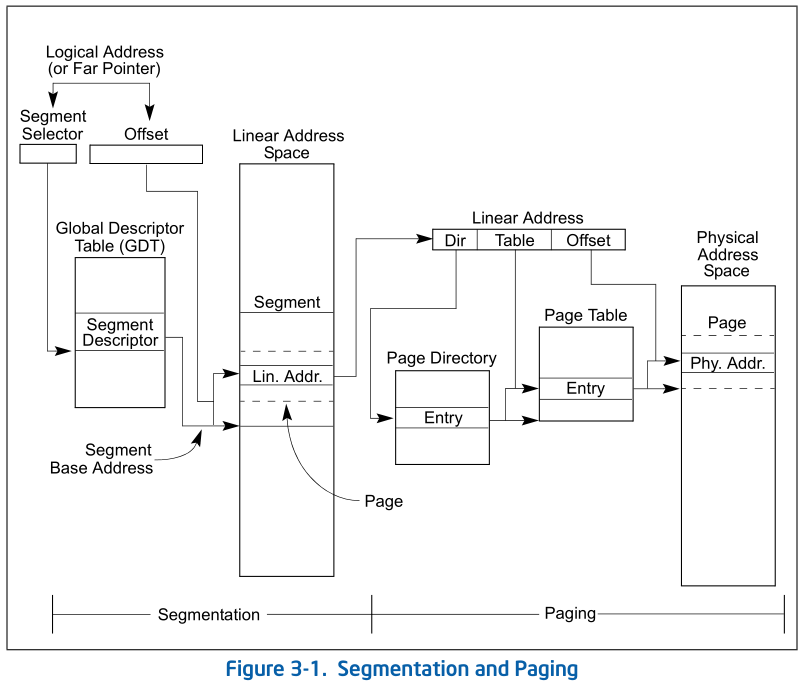 Logical Address
(or Far Pointer)
Segment
Selector
Offset
Linear Address
Space
Global Descriptor
Table (GDT)
Segment
Descriptor
Segment
Lin. Addr.
Segment
Base Address
Page
Linear Address
Dir
Table
Offset
Page Directory
Entry
Page Table
Entry
Physical
Address
Space
Page
Phy. Addr.
Segmentation
Paging
Figure 3-1. Segmentation and Paging